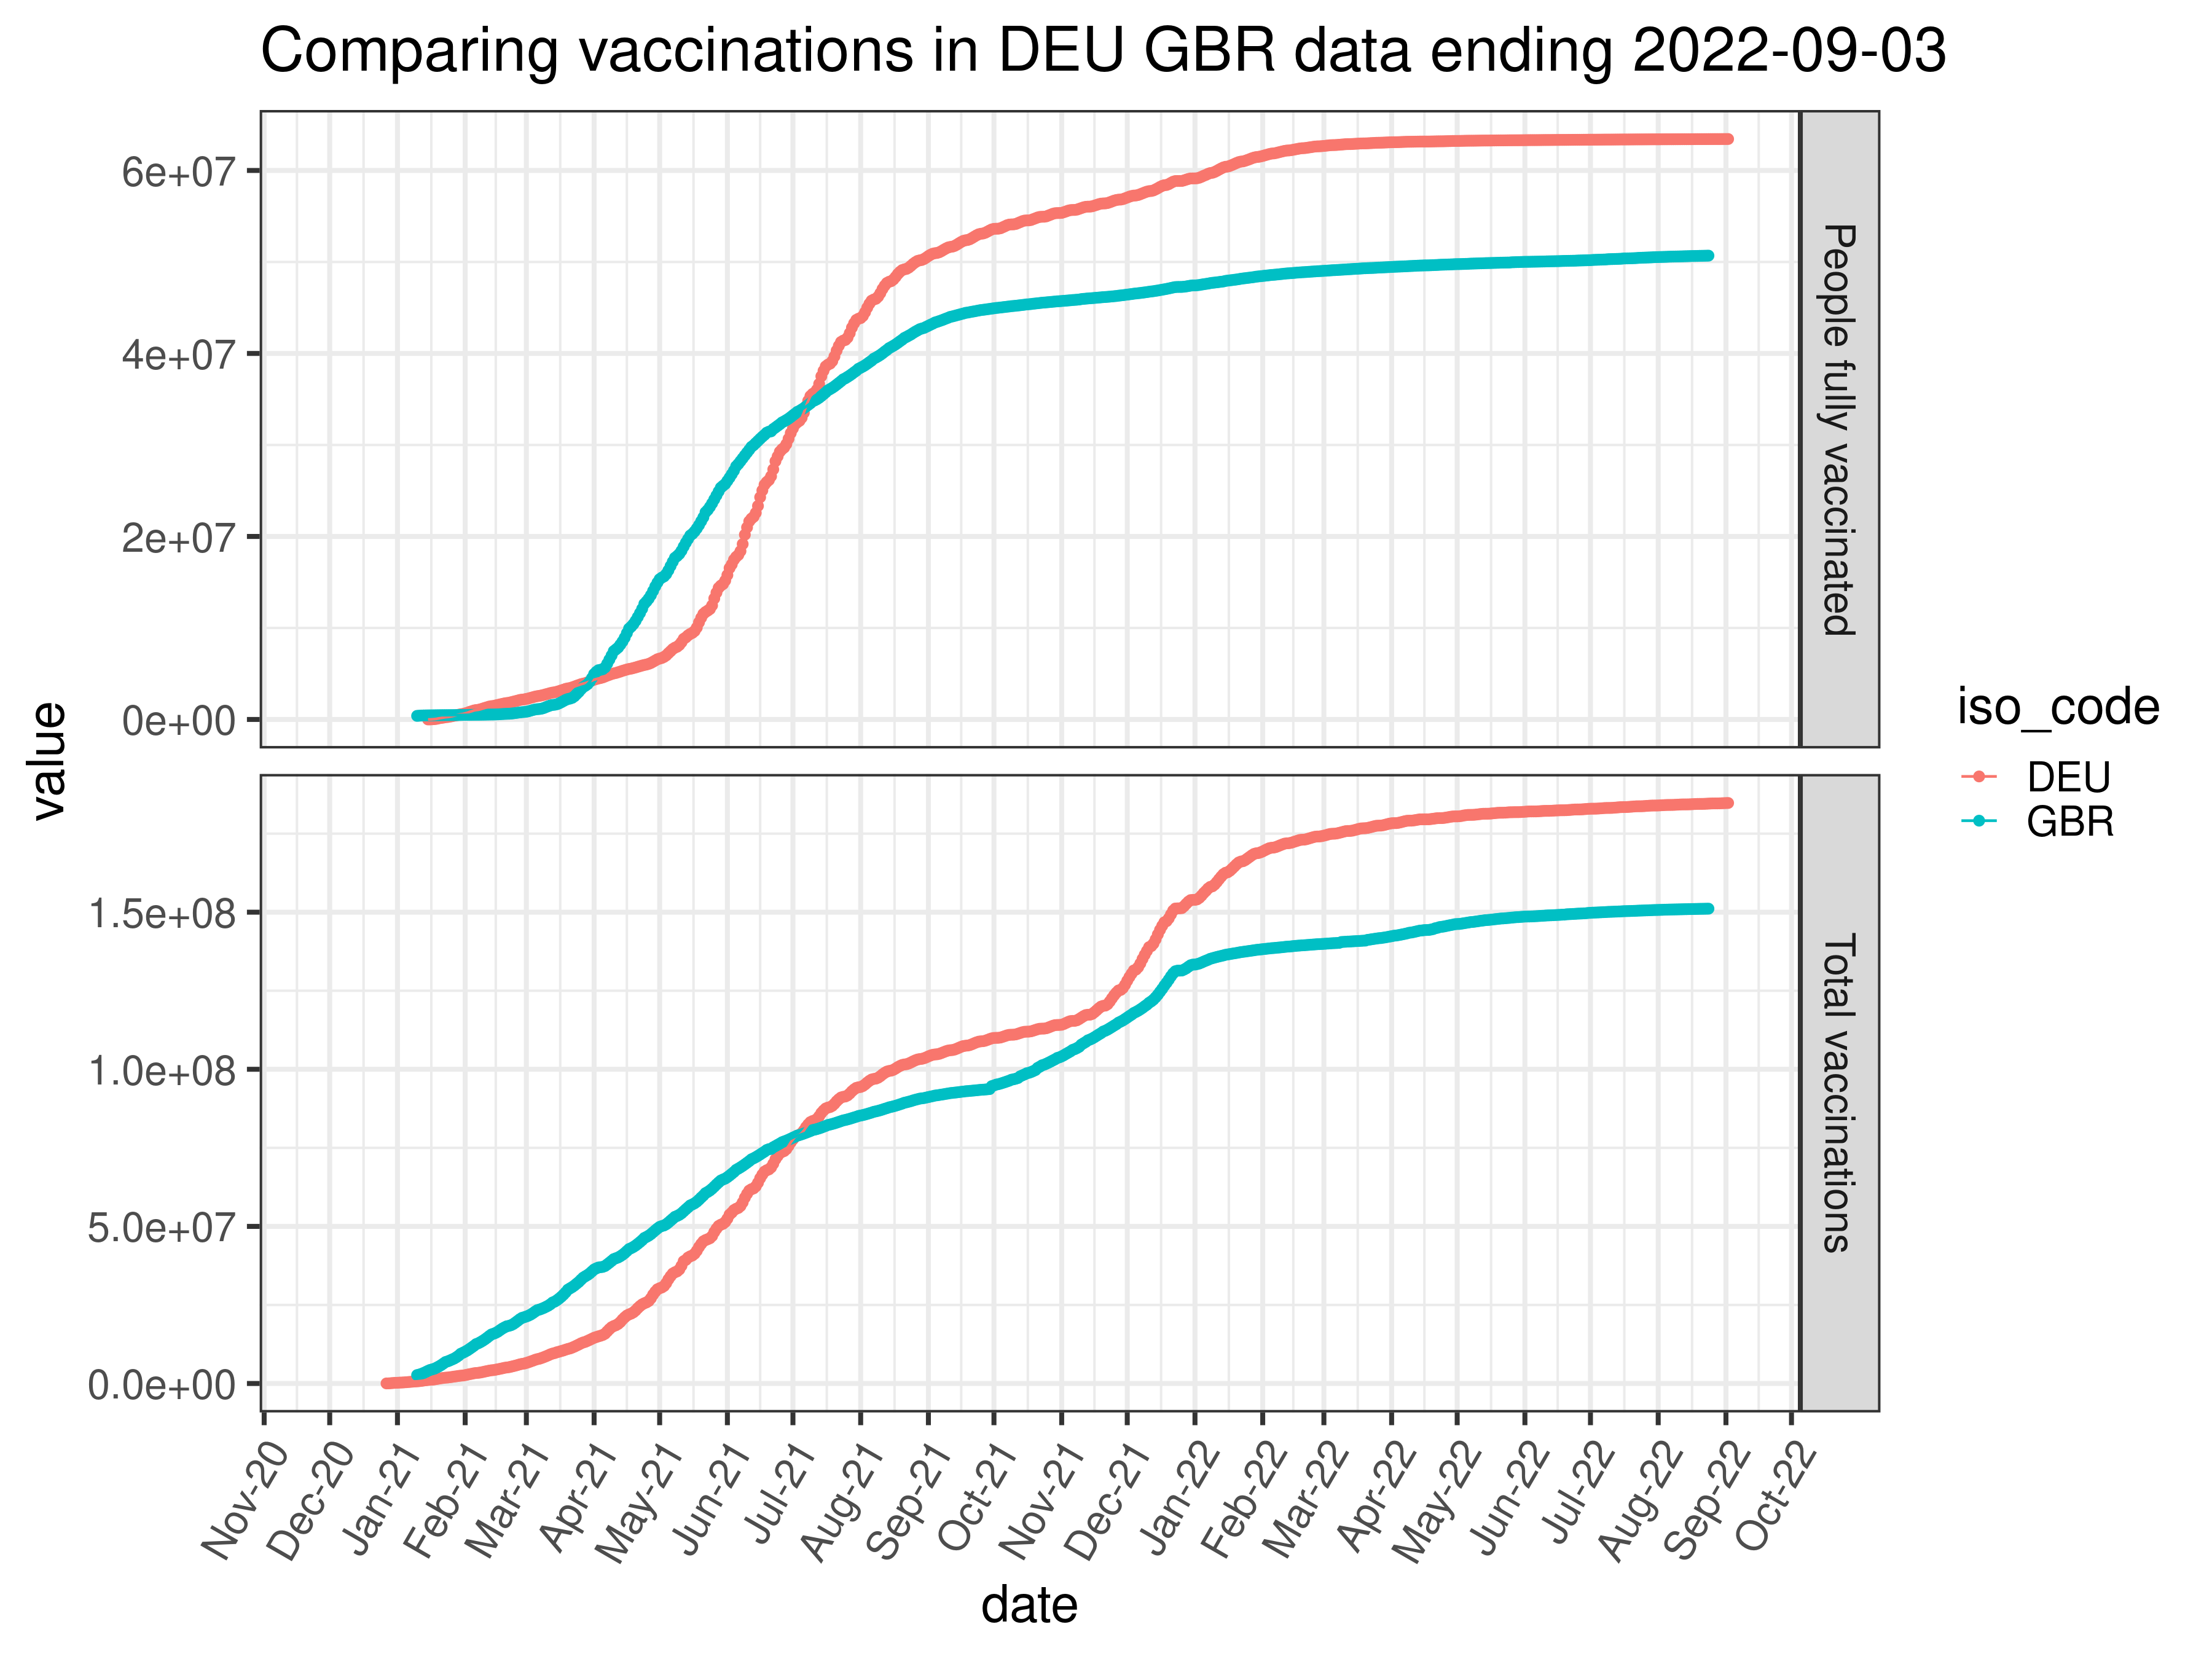 Comparing vaccinations in DEU GBR data ending 2022-09-03
6e+07
4e+07
2e+07
0e+00
People fully vaccinated
1.5e+08
1.0e+08
5.0e+07
0.0e+00
Total vaccinations
value
Nov-20
Dec-20
Jan-21
Feb-21
Mar-21
Apr-21
May-21
Jun-21
Jul-21
Aug-21
Sep-21
Oct-21
Nov-21
Dec-21
Jan-22
Feb-22
Mar-22
Apr-22
May-22
Jun-22
Jul-22
Aug-22
Sep-22
Oct-22
date
iso_code
DEU
GBR